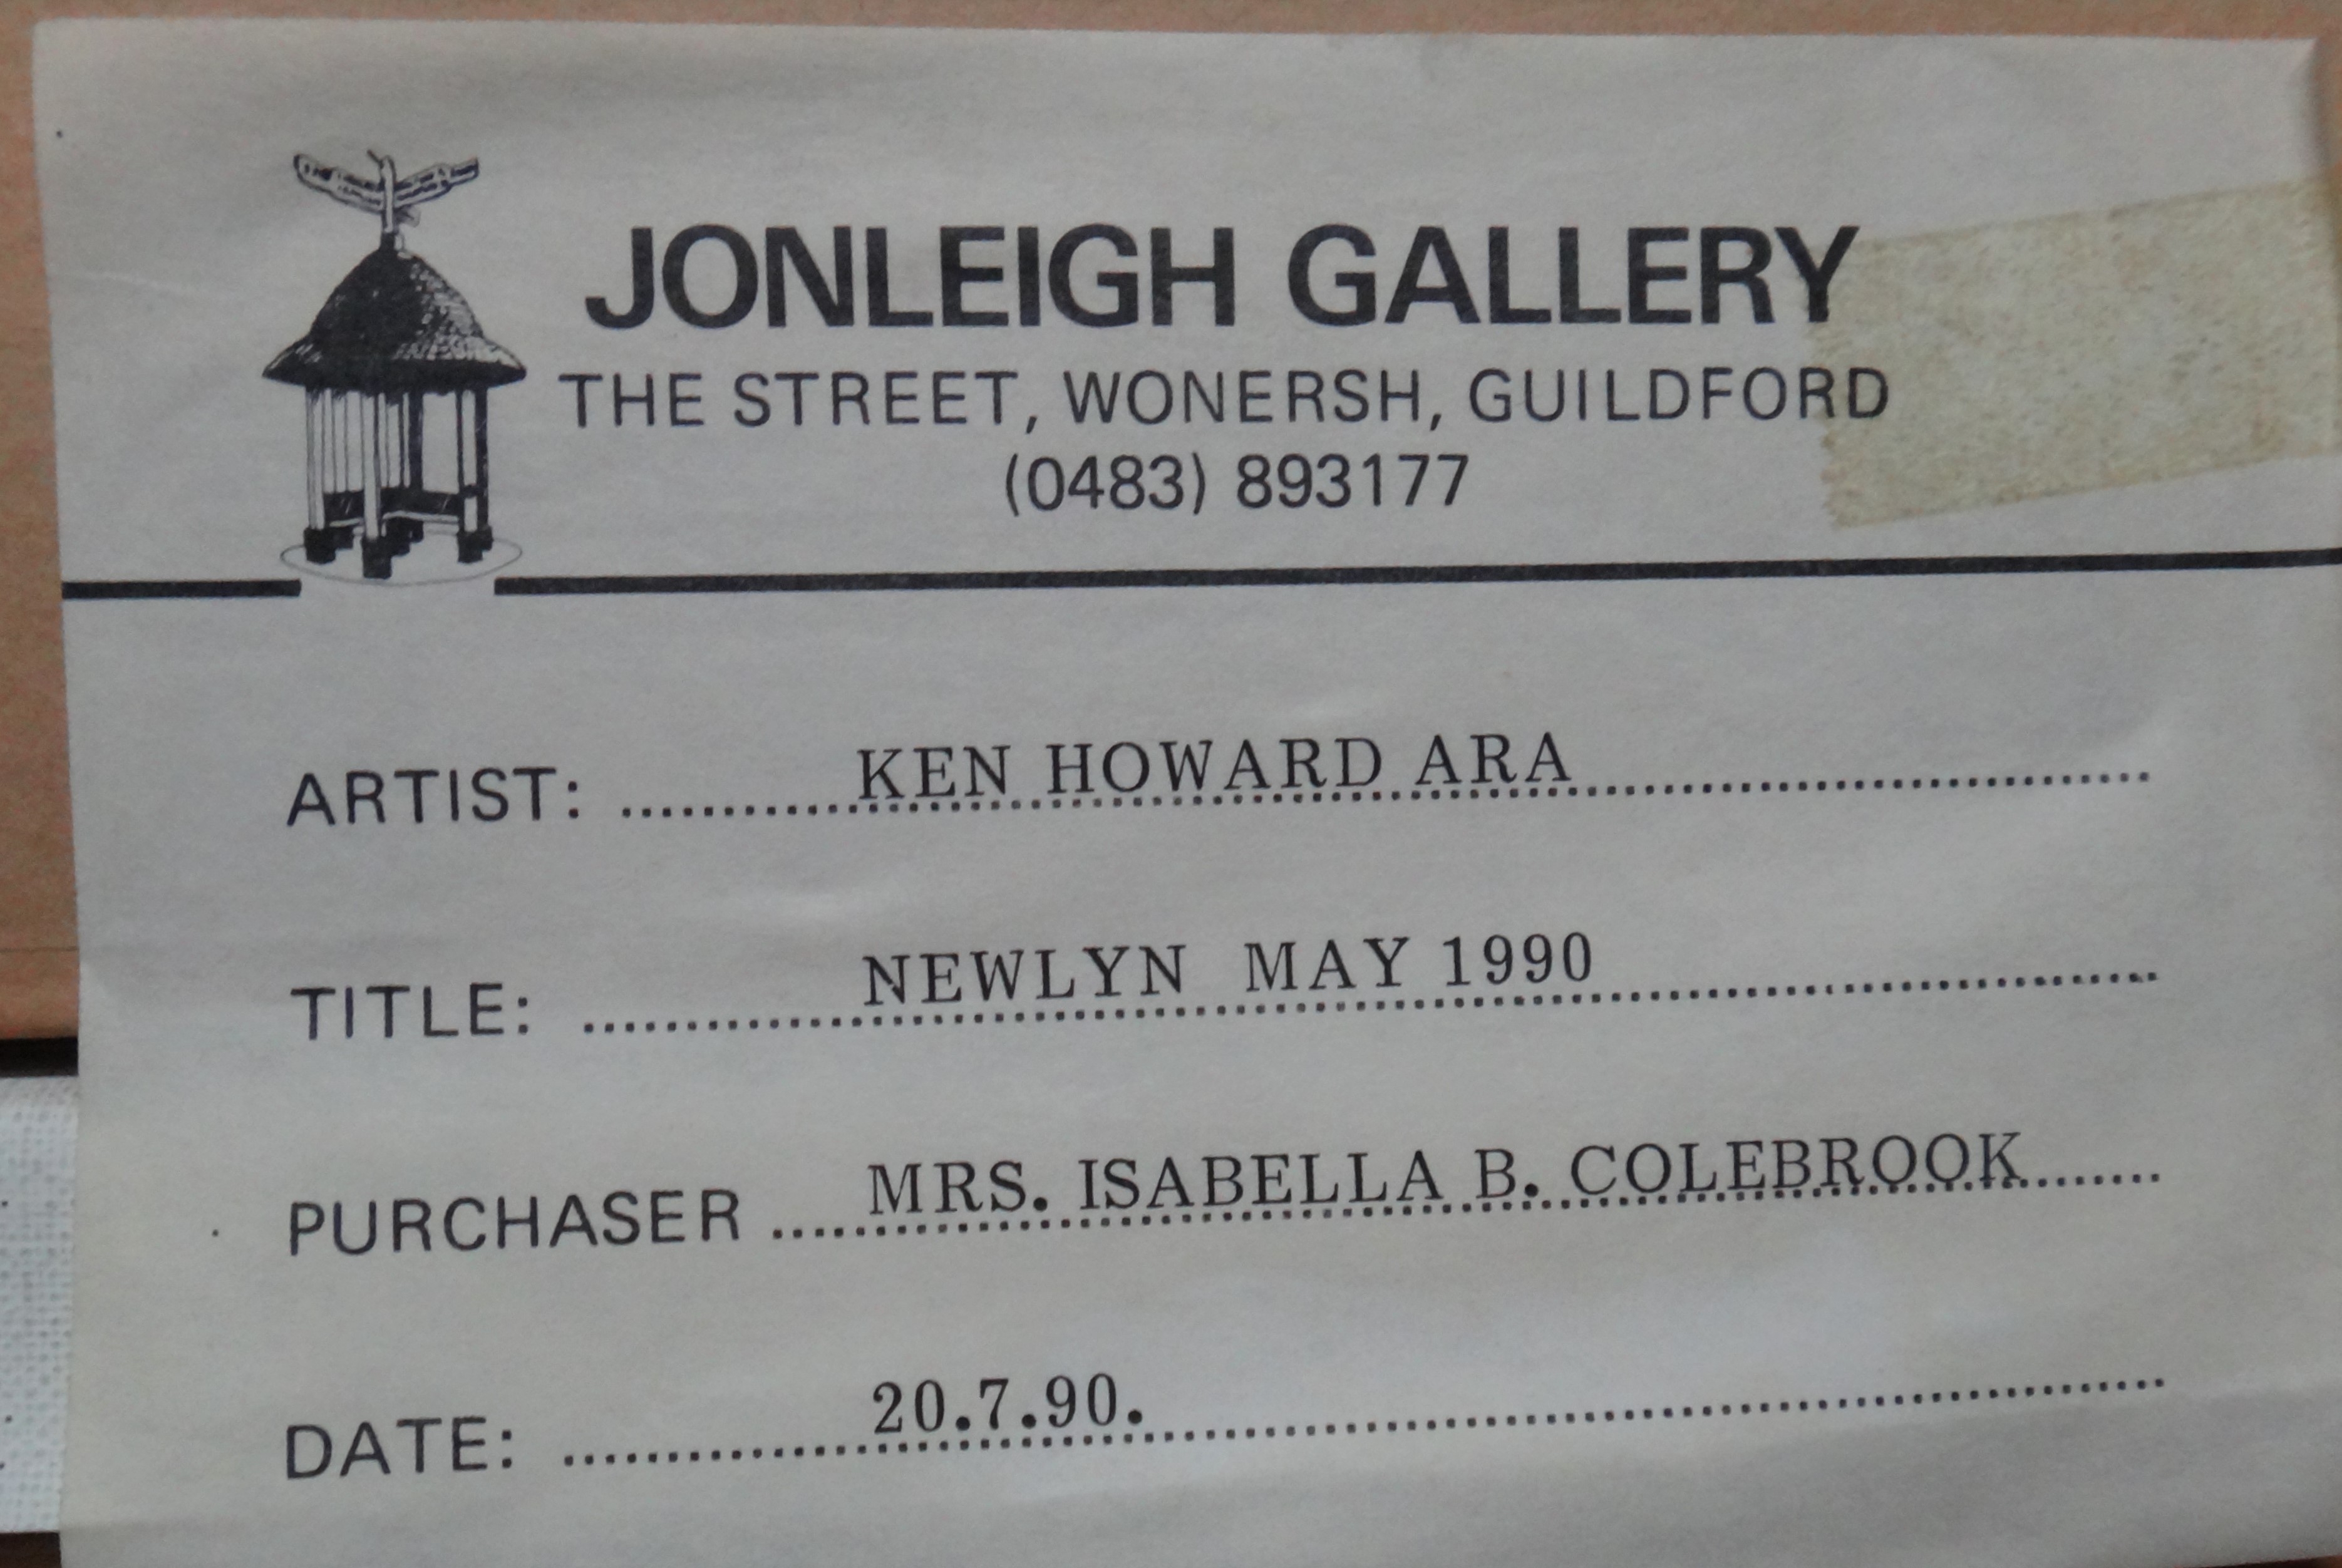 JONLEIGH GALLERY
THE STREET, WONERSH, GUILDFORD
(0483) 893177
ARTIST: KEN HOWARD ARA
TITLE: NEWLYN MAY 1990
PURCHASER MRS. ISABELLA B. COLEBROOK
DATE: 20.7.90.